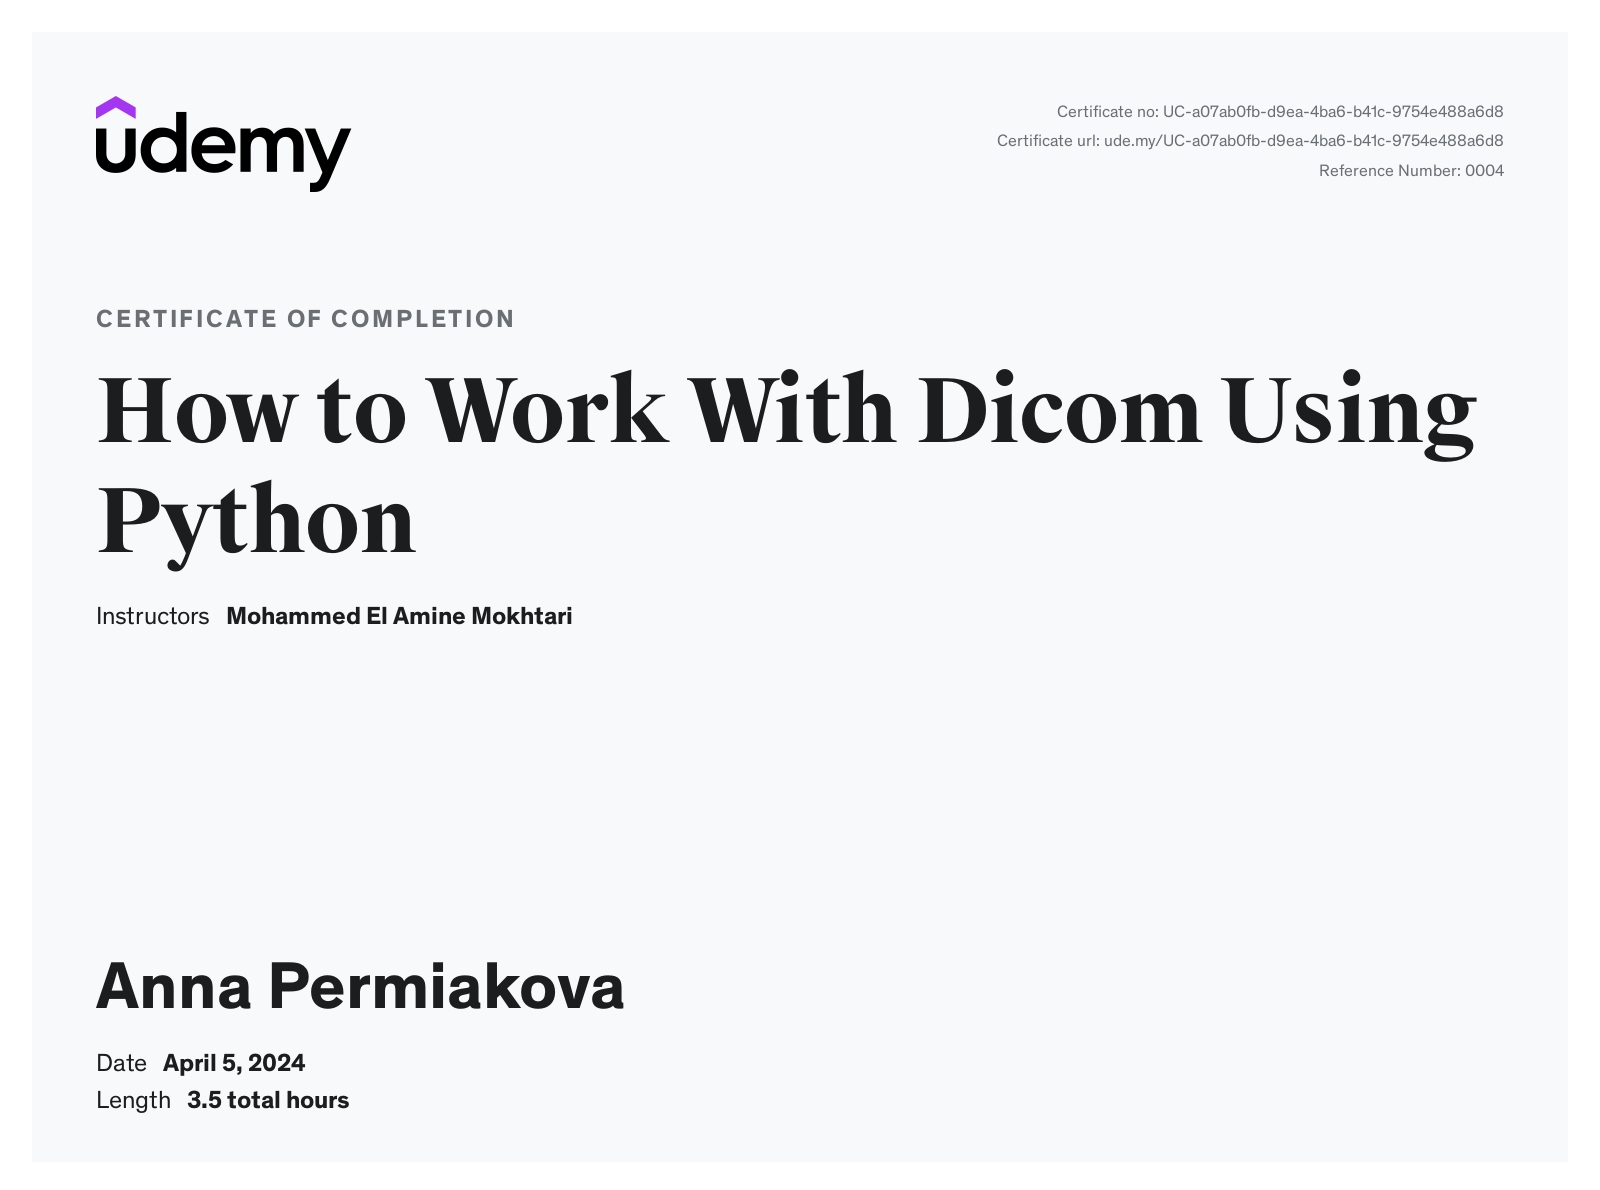 udemy
Certificate no: UC-a07ab0fb-d9ea-4ba6-b41c-9754e488a6d8
Certificate url: ude.my/UC-a07ab0fb-d9ea-4ba6-b41c-9754e488a6d8
Reference Number: 0004
CERTIFICATE OF COMPLETION
How to Work With Dicom Using
Python
Instructors Mohammed El Amine Mokhtari
Anna Permiakova
Date April 5, 2024
Length 3.5 total hours